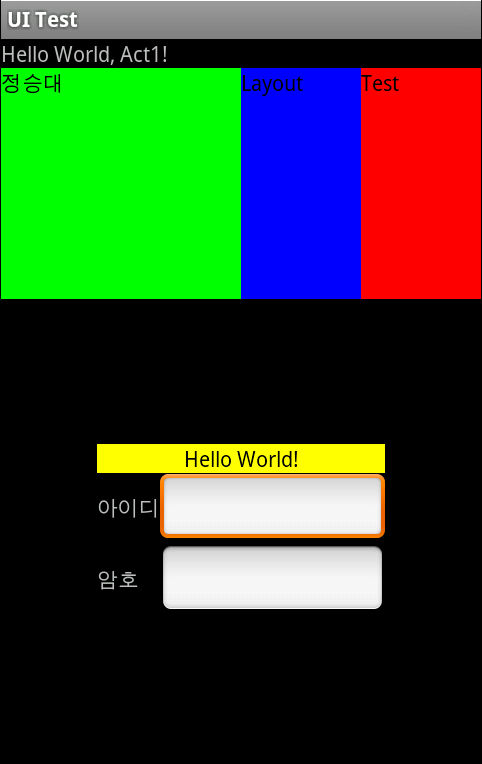 UI Test
Hello World, Act1!
정승대 Layout Test
Hello World!
아이디
암호